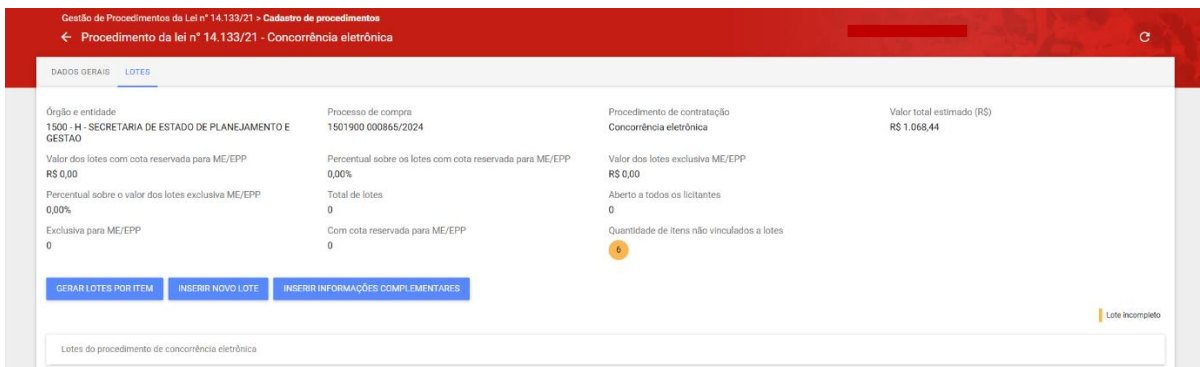 Gestão de Procedimentos da Lei n° 14.133/21 > Cadastro de procedimentos
← Procedimento da lei n° 14.133/21 - Concorrência eletrônica
DADOS GERAIS LOTES
Órgão e entidade Processo de compra Procedimento de contratação Valor total estimado (R$)
1500 - H - SECRETARIA DE ESTADO DE PLANEJAMENTO E 1501900 000865/2024 Concorrência eletrônica R$ 1.068,44
GESTAO
Valor dos lotes com cota reservada para ME/EPP Percentual sobre os lotes com cota reservada para ME/EPP Valor dos lotes exclusiva ME/EPP
R$ 0,00 0,00% R$ 0,00
Percentual sobre o valor dos lotes exclusiva ME/EPP Total de lotes Aberto a todos os licitantes
0,00% 0 0
Exclusiva para ME/EPP Com cota reservada para ME/EPP Quantidade de itens não vinculados a lotes
0 0 6
GERAR LOTES POR ITEM INSERIR NOVO LOTE INSERIR INFORMAÇÕES COMPLEMENTARES
Lote incompleto
Lotes do procedimento de concorrência eletrônica